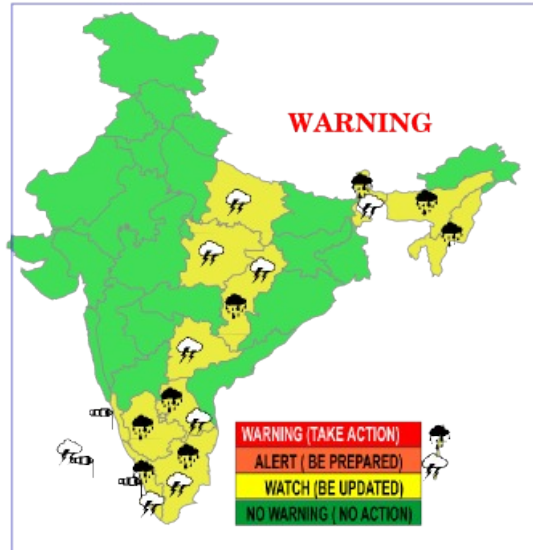 WARNING
WARNING (TAKE ACTION)
ALERT ( BE PREPARED)
WATCH (BE UPDATED)
NO WARNING ( NO ACTION)